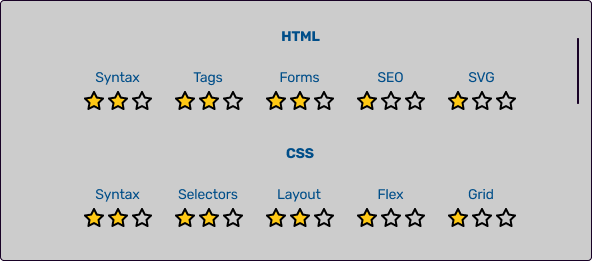 HTML
Syntax Tags Forms SEO SVG
CSS
Syntax Selectors Layout Flex Grid